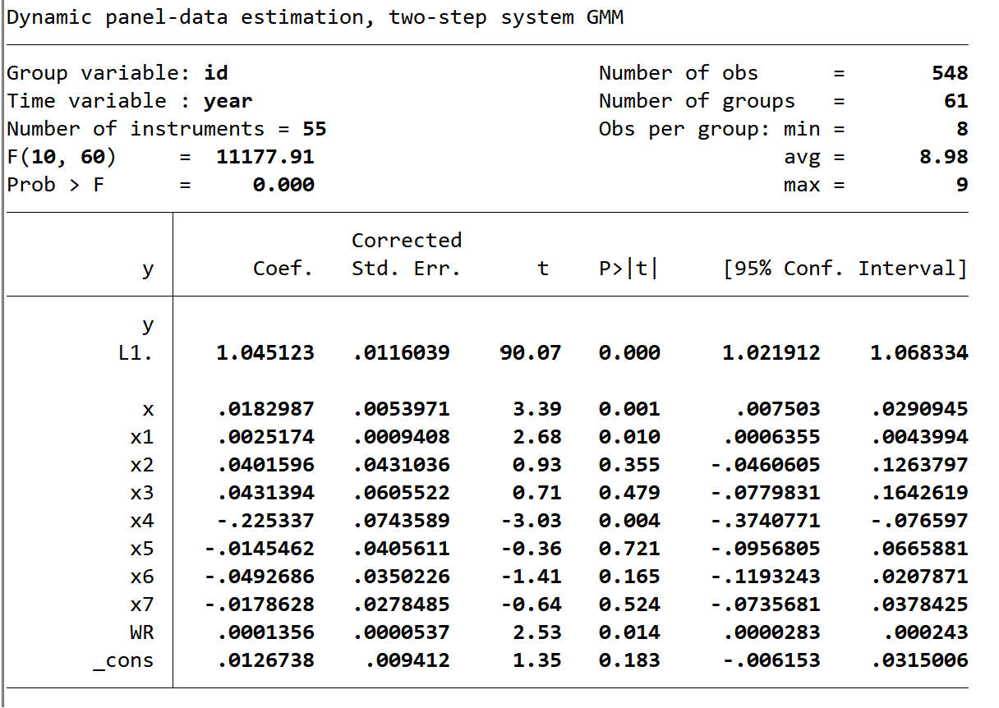 Dynamic panel-data estimation, two-step system GMM
Group variable: id Number of obs = 548
Time variable : year Number of groups = 61
Number of instruments = 55 Obs per group: min = 8
F(10, 60) = 11177.91 avg = 8.98
Prob > F = 0.000 max = 9
Corrected
y Coef. Std. Err. t P>|t| [95% Conf. Interval]
y
L1. 1.045123 .0116039 90.07 0.000 1.021912 1.068334
x .0182987 .0053971 3.39 0.001 .007503 .0290945
x1 .0025174 .0009408 2.68 0.010 .0006355 .0043994
x2 .0401596 .0431036 0.93 0.355 -.0460605 .1263797
x3 .0431394 .0605522 0.71 0.479 -.0779831 .1642619
x4 -.225337 .0743589 -3.03 0.004 -.3740771 -.076597
x5 -.0145462 .0405611 -0.36 0.721 -.0956805 .0665881
x6 -.0492686 .0350226 -1.41 0.165 -.1193243 .0207871
x7 -.0178628 .0278485 -0.64 0.524 -.0735681 .0378425
WR .0001356 .0000537 2.53 0.014 .0000283 .000243
_cons .0126738 .009412 1.35 0.183 -.006153 .0315006